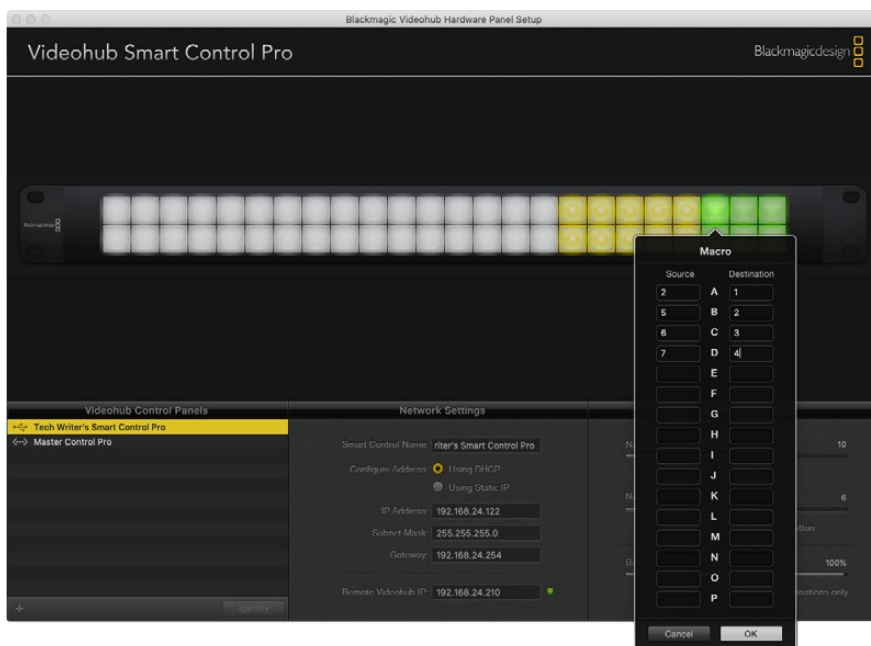 Blackmagic Videohub Hardware Panel Setup
Videohub Smart Control Pro
Blackmagicdesign
Macro
Source Destination
2 A 1
5 B 2
6 C 3
7 D 4
E
F
G
H
I
J
K
L
M
N
O
P
Cancel OK
Videohub Control Panels
Tech Writer's Smart Control Pro
Master Control Pro
+ Identify
Network Settings
Smart Control Name: riter's Smart Control Pro
Configure Address: Using DHCP
Using Static IP
IP Address: 192.168.24.122
Subnet Mask: 255.255.255.0
Gateway: 192.168.24.254
Remote Videohub IP: 192.168.24.210
10
6
100%
only